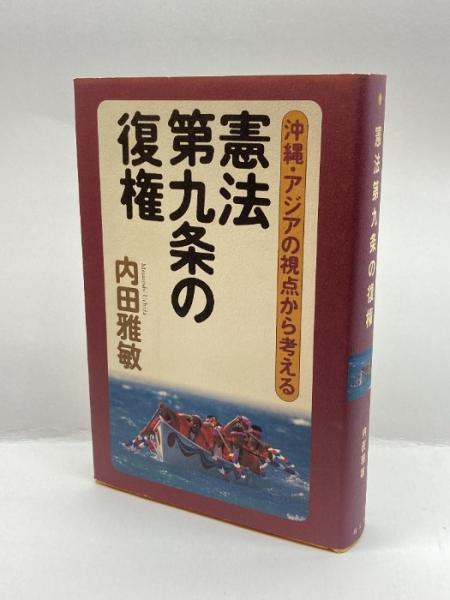 沖縄・アジアの視点から考える
憲法
第九条の
復権
内田雅敏
Masatoshi Uchida
憲法第九条の復権
内田雅敏